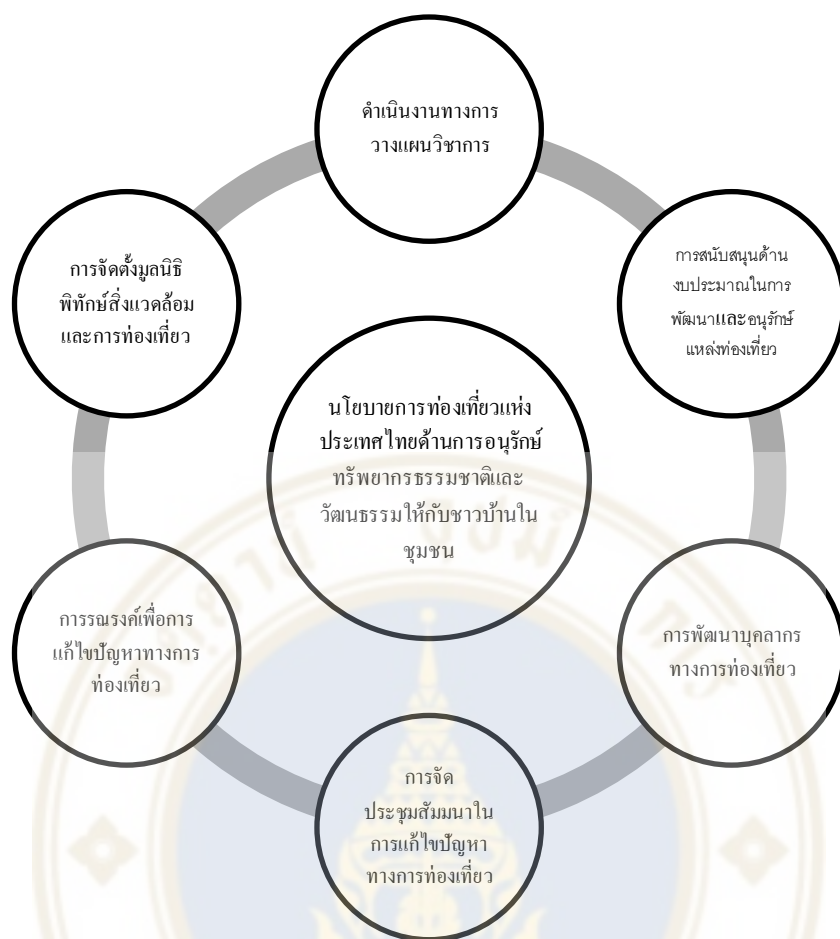 ดำเนินงานทางการ
วางแผนวิชาการ
การสนับสนุนด้าน
งบประมาณในการ
พัฒนาและอนุรักษ์
แหล่งท่องเที่ยว
การพัฒนาบุคลากร
ทางการท่องเที่ยว
การจัด
ประชุมสัมมนาใน
การแก้ไขปัญหา
ทางการท่องเที่ยว
การรณรงค์เพื่อการ
แก้ไขปัญหาทางการ
ท่องเที่ยว
การจัดตั้งมูลนิธิ
พิทักษ์สิ่งแวดล้อม
และการท่องเที่ยว
นโยบายการท่องเที่ยวแห่ง
ประเทศไทยด้านการอนุรักษ์
ทรัพยากรธรรมชาติและ
วัฒนธรรมให้กับชาวบ้านใน
ชุมชน